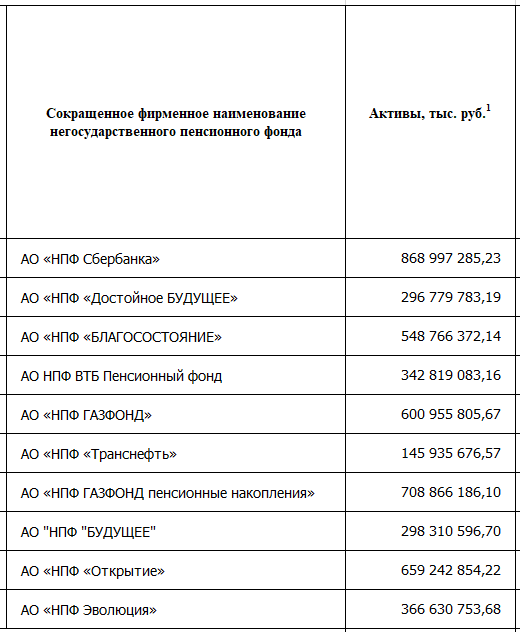 Сокращенное фирменное наименование
негосударственного пенсионного фонда
Активы, тыс. руб.1
АО «НПФ Сбербанка» 868 997 285,23
АО «НПФ «Достойное БУДУЩЕЕ» 296 779 783,19
АО «НПФ «БЛАГОСОСТОЯНИЕ» 548 766 372,14
АО НПФ ВТБ Пенсионный фонд 342 819 083,16
АО «НПФ ГАЗФОНД» 600 955 805,67
АО «НПФ «Транснефть» 145 935 676,57
АО «НПФ ГАЗФОНД пенсионные накопления» 708 866 186,10
АО "НПФ "БУДУЩЕЕ" 298 310 596,70
АО «НПФ «Открытие» 659 242 854,22
АО «НПФ Эволюция» 366 630 753,68